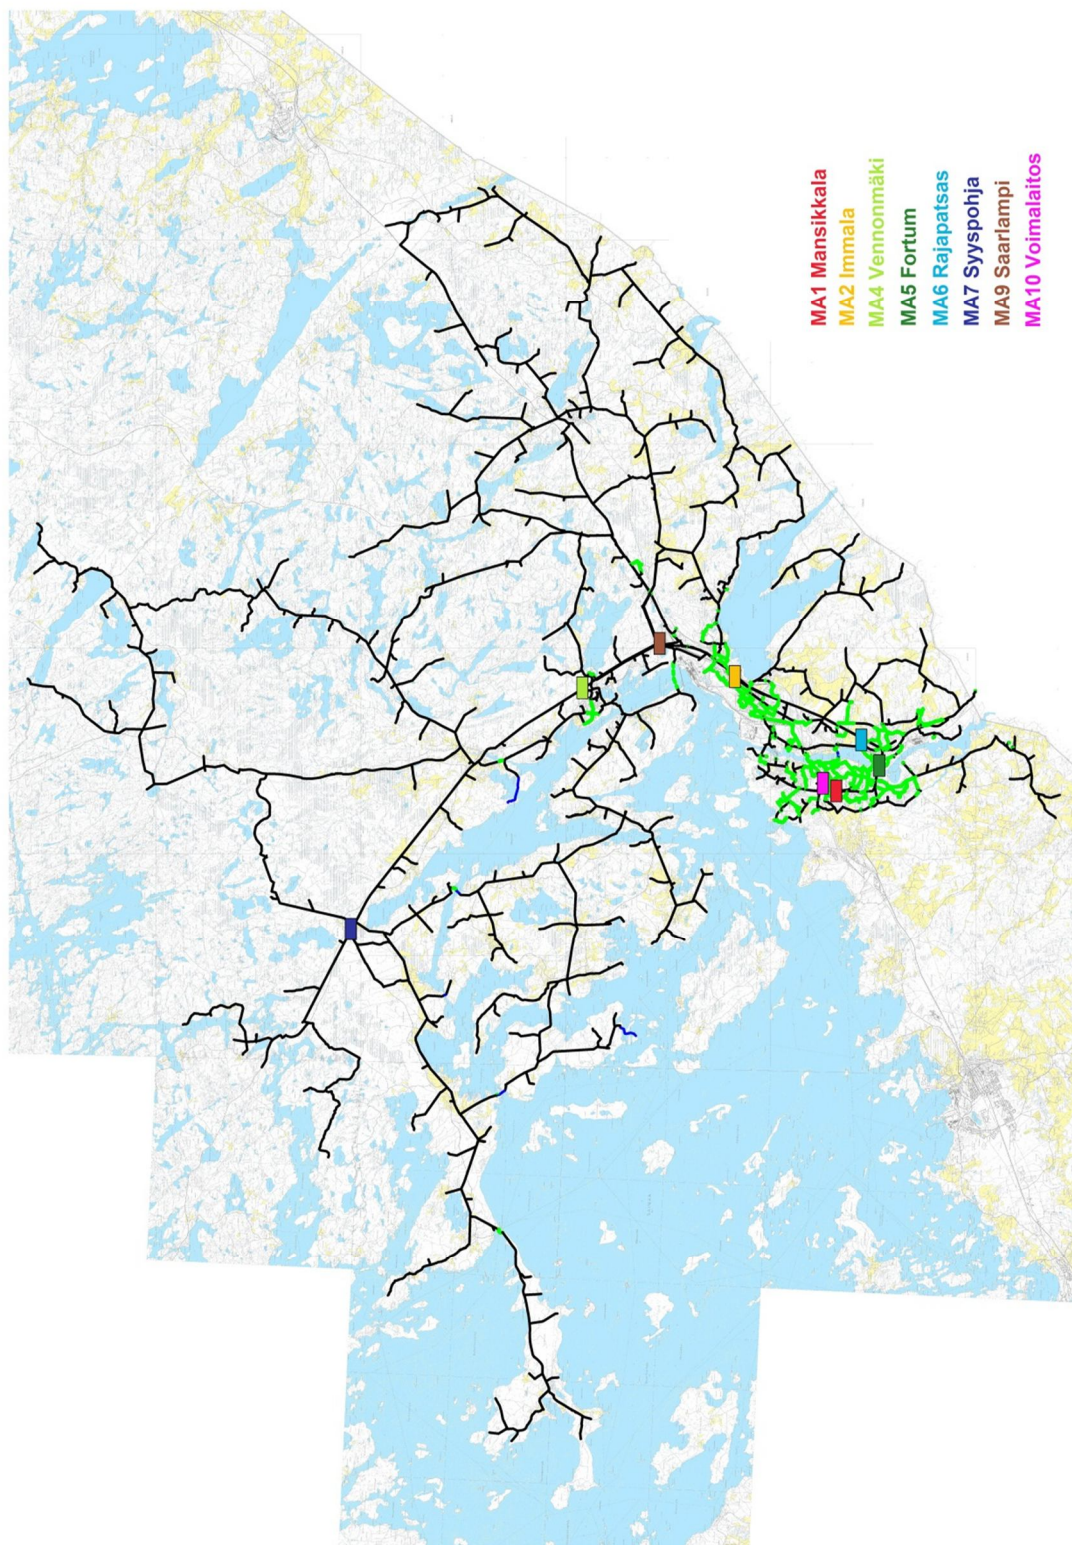 MA1 Mansikkala
MA2 Immala
MA4 Vennonmäki
MA5 Fortum
MA6 Rajapatsas
MA7 Syyspohja
MA9 Saarlampi
MA10 Voimalaitos